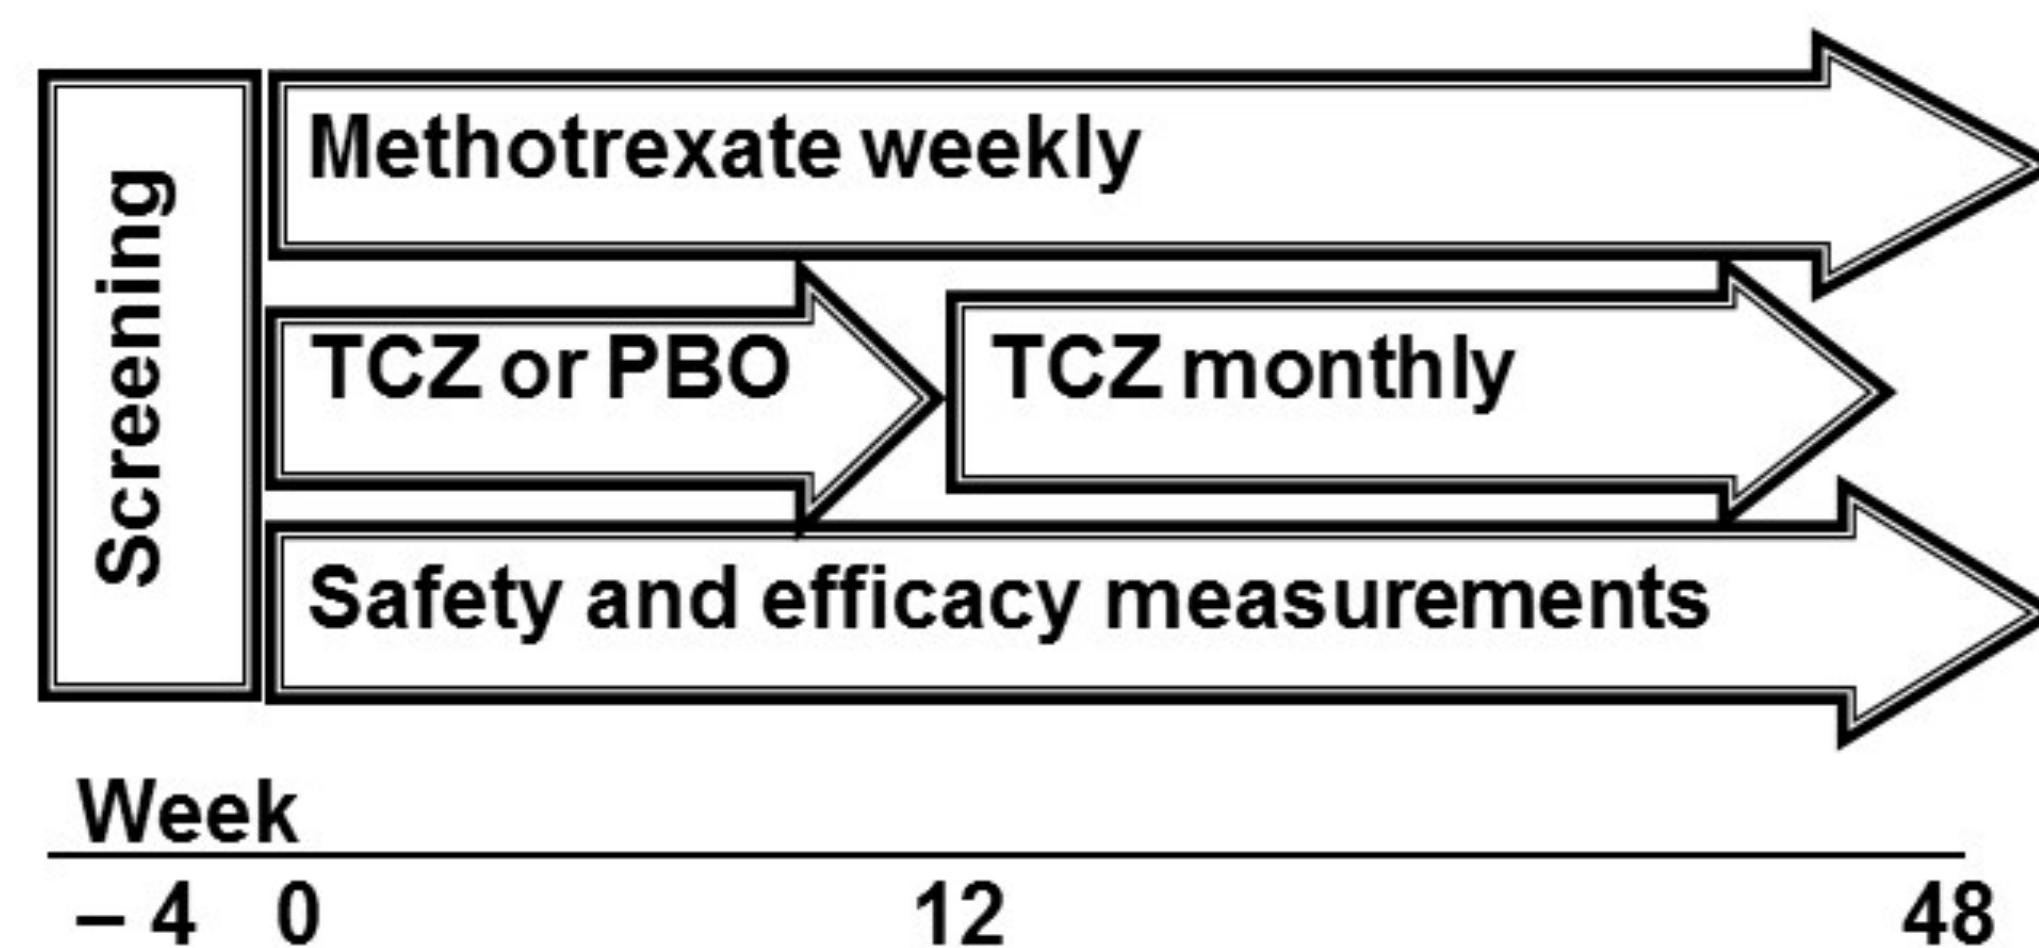 Screening
Methotrexate weekly
TCZ or PBO
TCZ monthly
Safety and efficacy measurements
Week
– 4 0 12 48